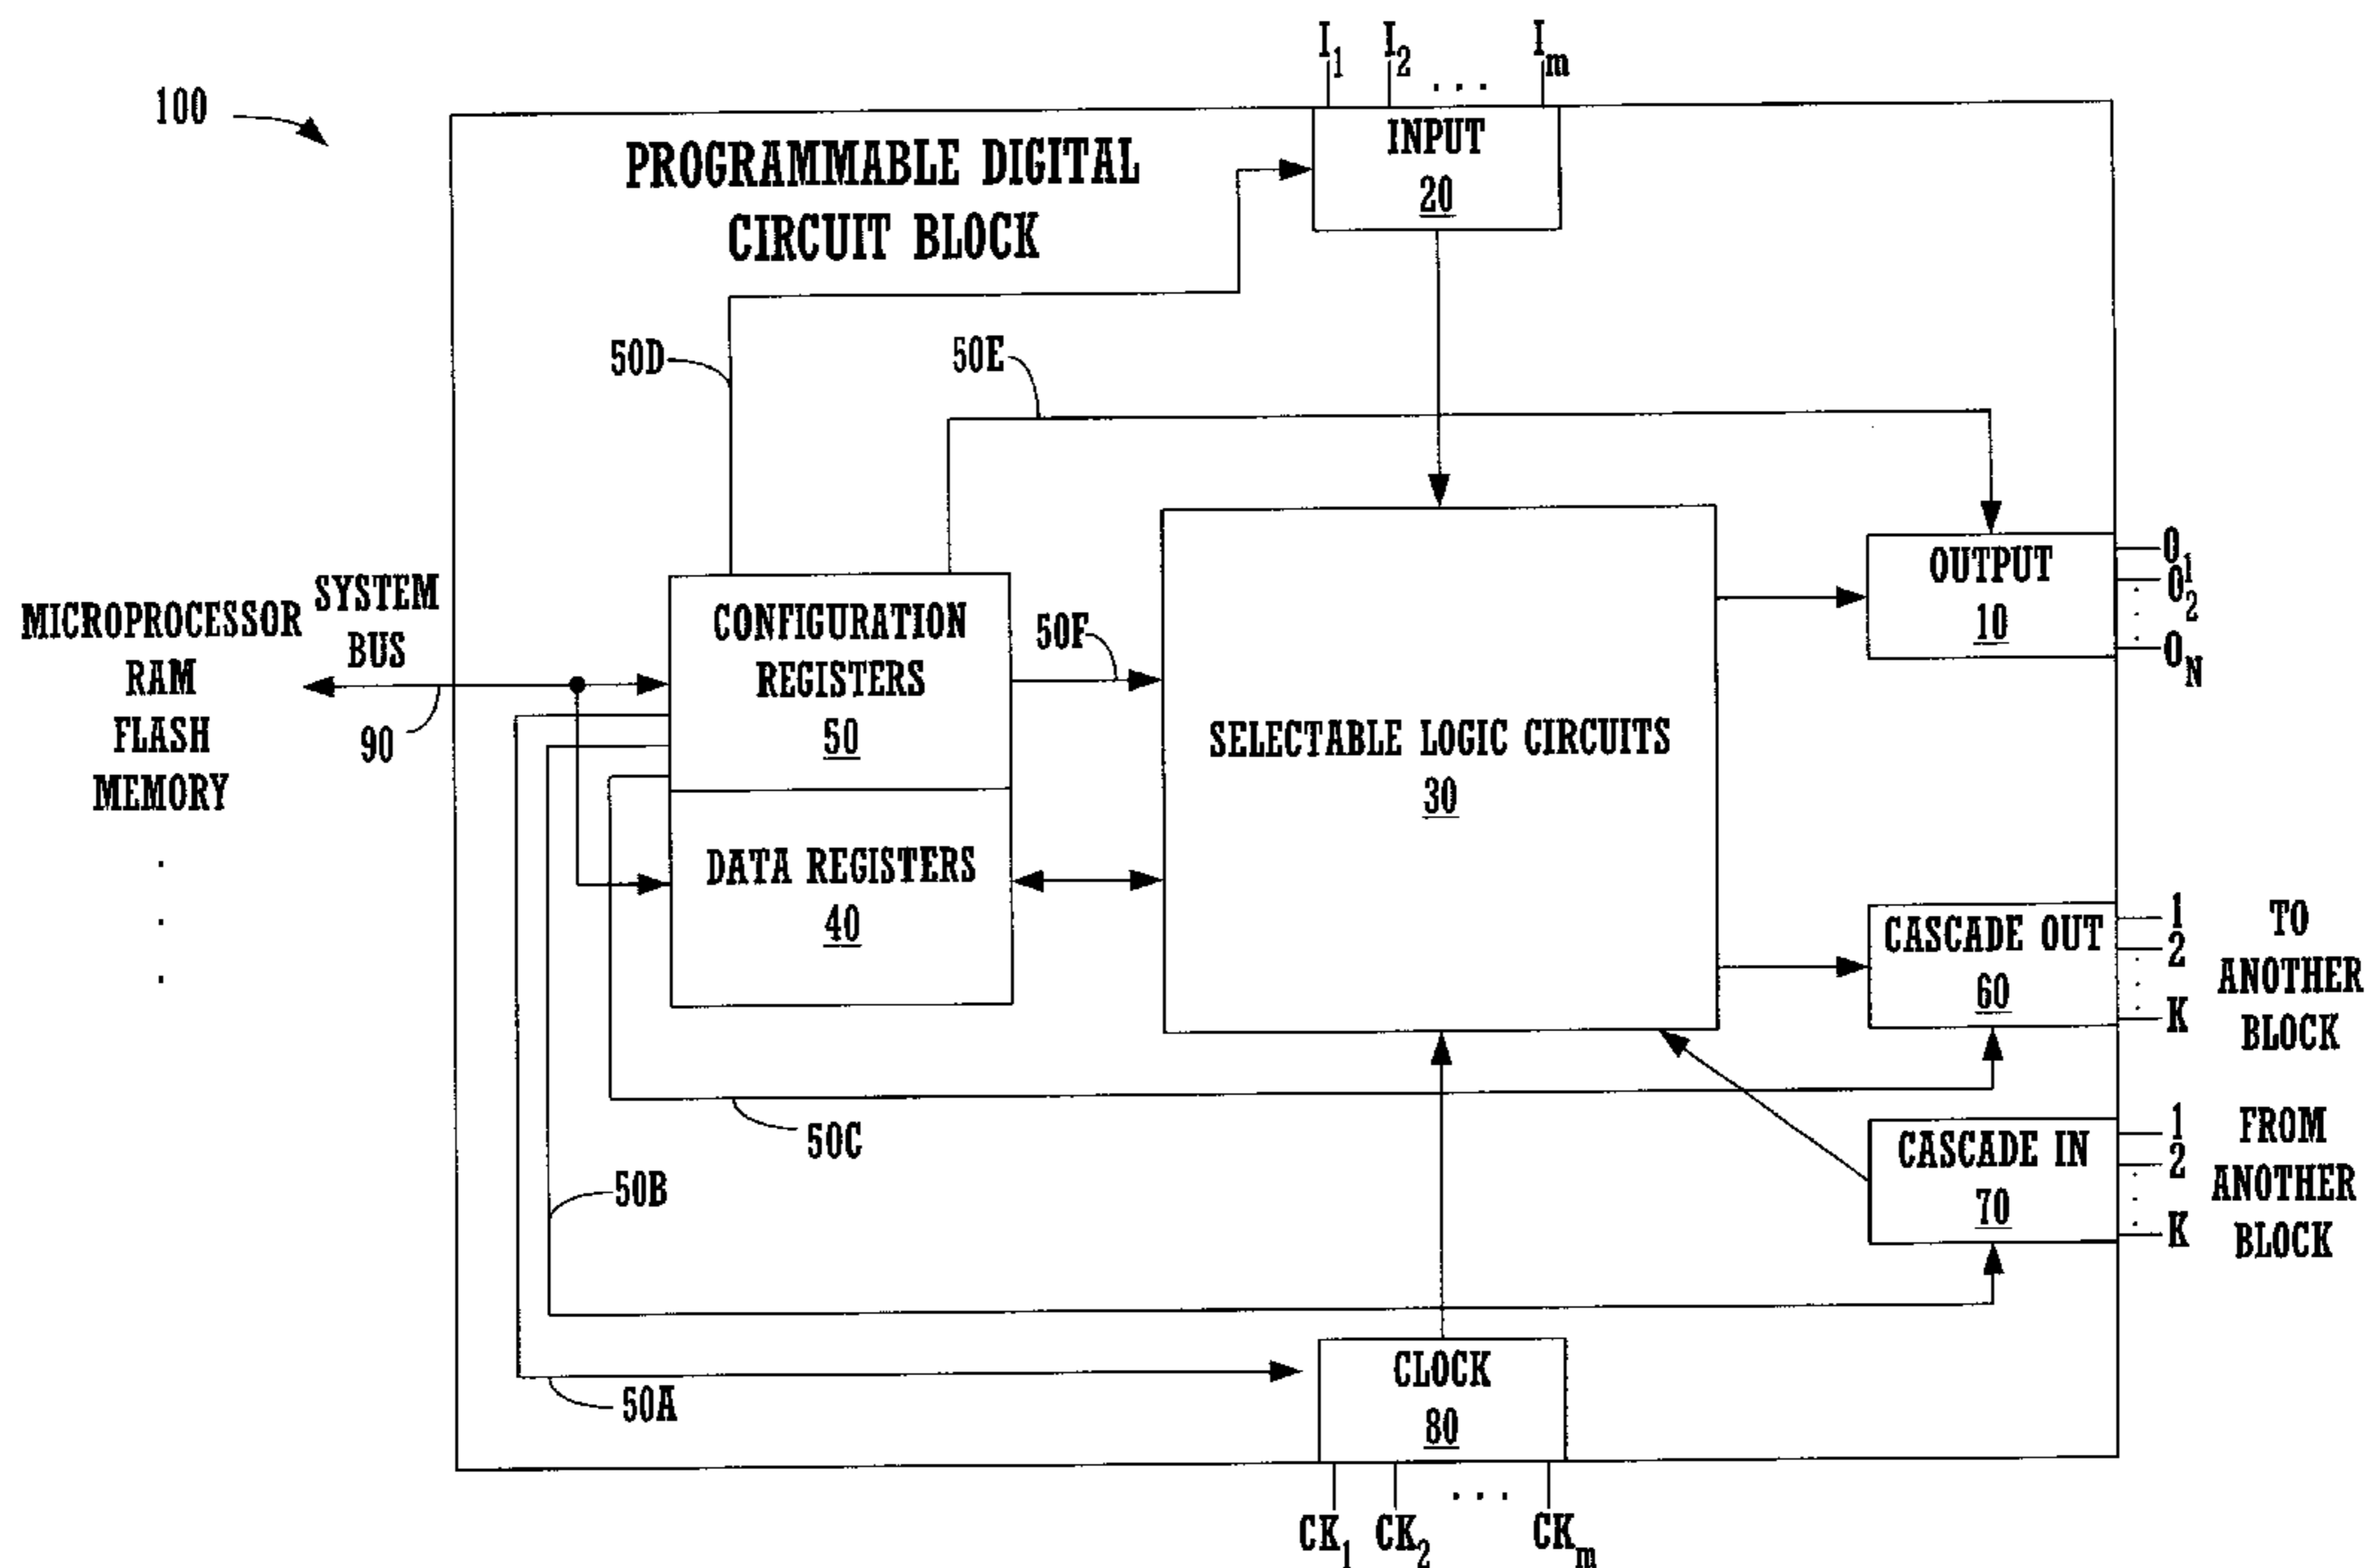 100
I1 I2 ... Im
PROGRAMMABLE DIGITAL
CIRCUIT BLOCK
INPUT
20
50D
50E
MICROPROCESSOR
RAM
FLASH
MEMORY
.
.
.
SYSTEM
BUS
90
CONFIGURATION
REGISTERS
50
50F
DATA REGISTERS
40
SELECTABLE LOGIC CIRCUITS
30
OUTPUT
10
O1
O2
.
.
.
ON
CASCADE OUT
60
1
2
.
.
.
K
TO
ANOTHER
BLOCK
50C
CASCADE IN
70
1
2
.
.
.
K
FROM
ANOTHER
BLOCK
50B
50A
CLOCK
80
CK1 CK2 ... CKm